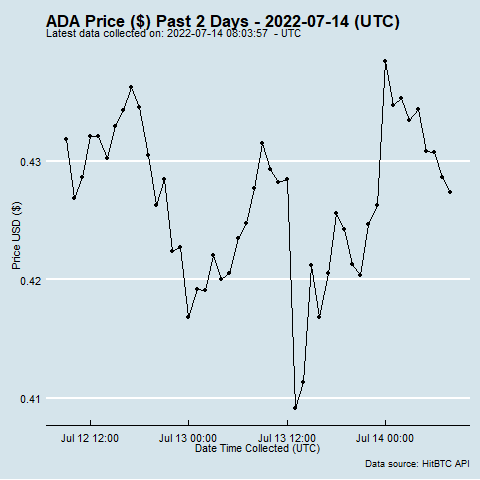 ADA Price ($) Past 2 Days - 2022-07-14 (UTC)
Latest data collected on: 2022-07-14 08:03:57 - UTC
Price USD ($)
0.43
0.42
0.41
Jul 12 12:00
Jul 13 00:00
Jul 13 12:00
Jul 14 00:00
Date Time Collected (UTC)
Data source: HitBTC API